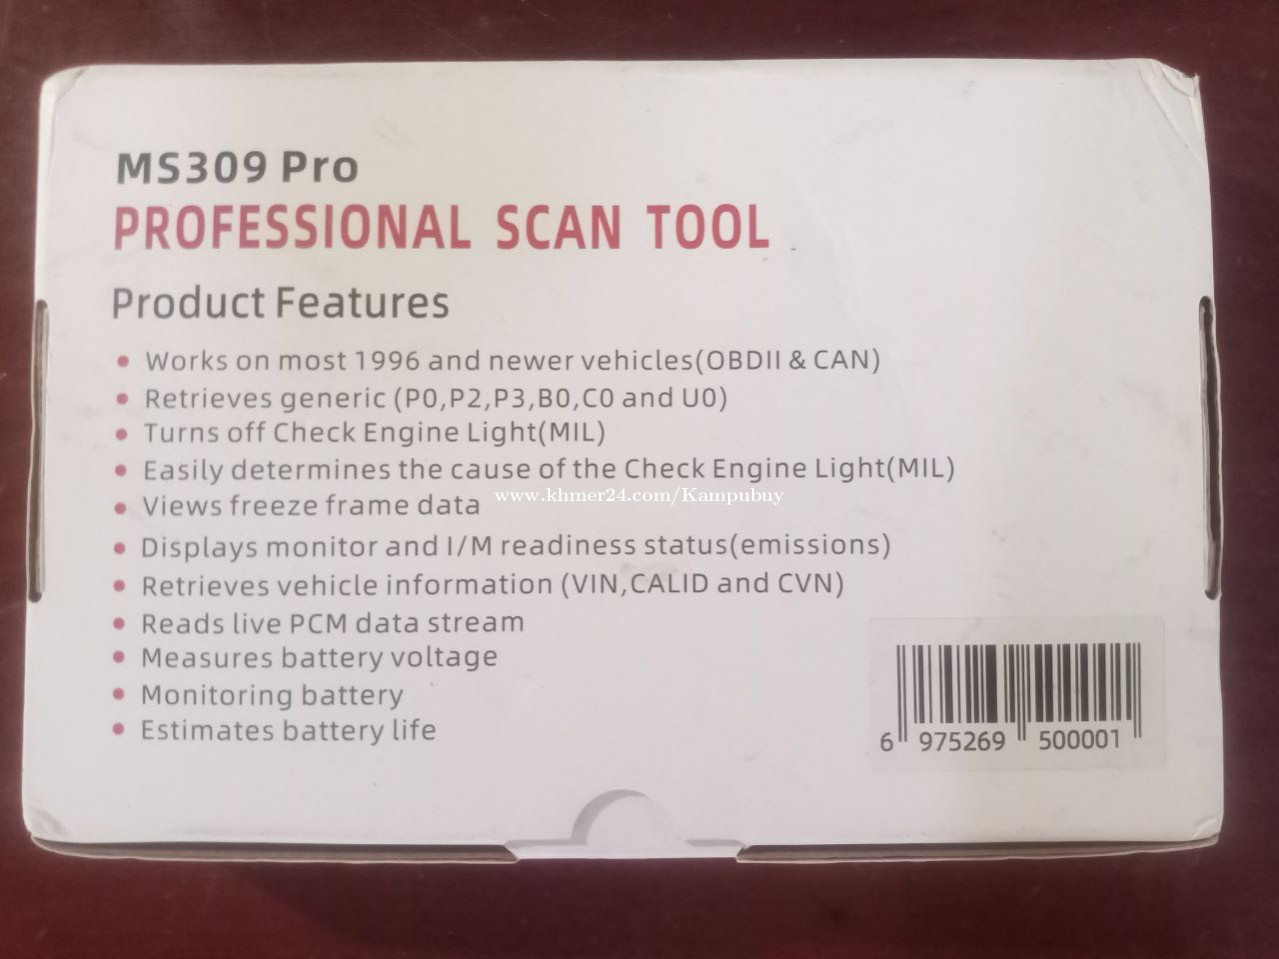 MS309 Pro
PROFESSIONAL SCAN TOOL
Product Features
• Works on most 1996 and newer vehicles(OBDII & CAN)
• Retrieves generic (P0,P2,P3,B0,C0 and U0)
• Turns off Check Engine Light(MIL)
• Easily determines the cause of the Check Engine Light(MIL)
www.khmer24.com/Kampubuy
• Views freeze frame data
• Displays monitor and I/M readiness status(emissions)
• Retrieves vehicle information (VIN,CALID and CVN)
• Reads live PCM data stream
• Measures battery voltage
• Monitoring battery
• Estimates battery life
6 975269 500001